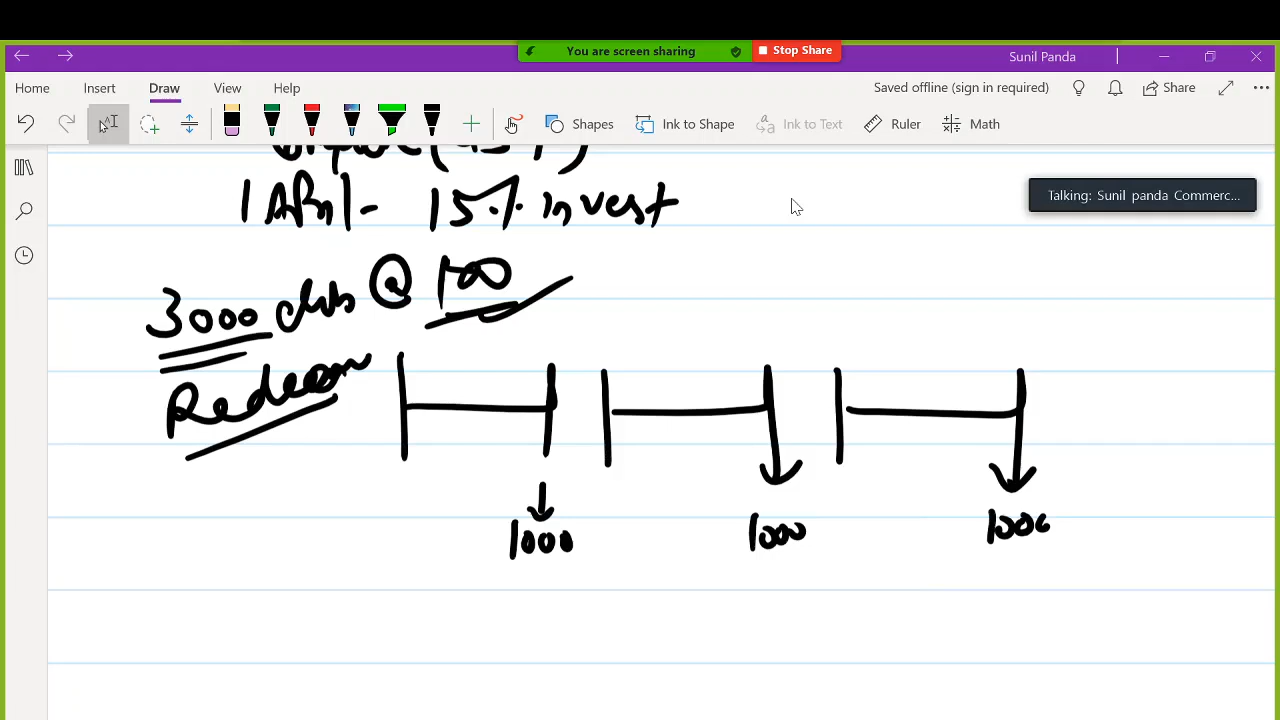 You are screen sharing Stop Share
Sunil Panda
Home Insert Draw View Help Saved offline (sign in required) Share
Shapes Ink to Shape Ink to Text Ruler Math
Talking: Sunil panda Commerc...
1 April - 15% invest
3000 debs @ 100
Redeem
1000 1000 1000